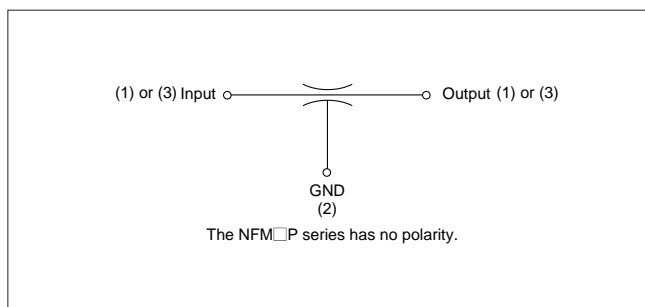 (1) or (3) Input Output (1) or (3)
GND
(2)
The NFM□P series has no polarity.